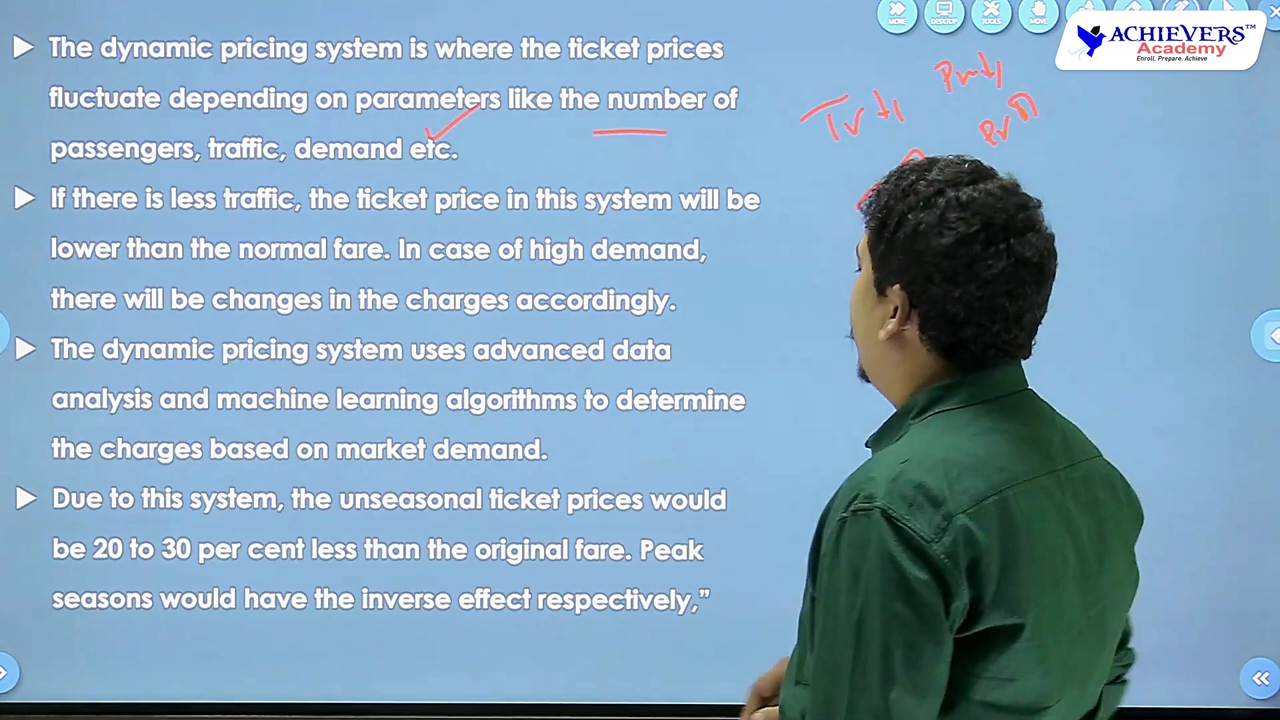 MORE
DESKTOP
TOOLS
MOVE
ACHIEVERS™
Academy
Enroll. Prepare. Achieve
The dynamic pricing system is where the ticket prices
fluctuate depending on parameters like the number of
passengers, traffic, demand etc.
If there is less traffic, the ticket price in this system will be
lower than the normal fare. In case of high demand,
there will be changes in the charges accordingly.
The dynamic pricing system uses advanced data
analysis and machine learning algorithms to determine
the charges based on market demand.
Due to this system, the unseasonal ticket prices would
be 20 to 30 per cent less than the original fare. Peak
seasons would have the inverse effect respectively,”